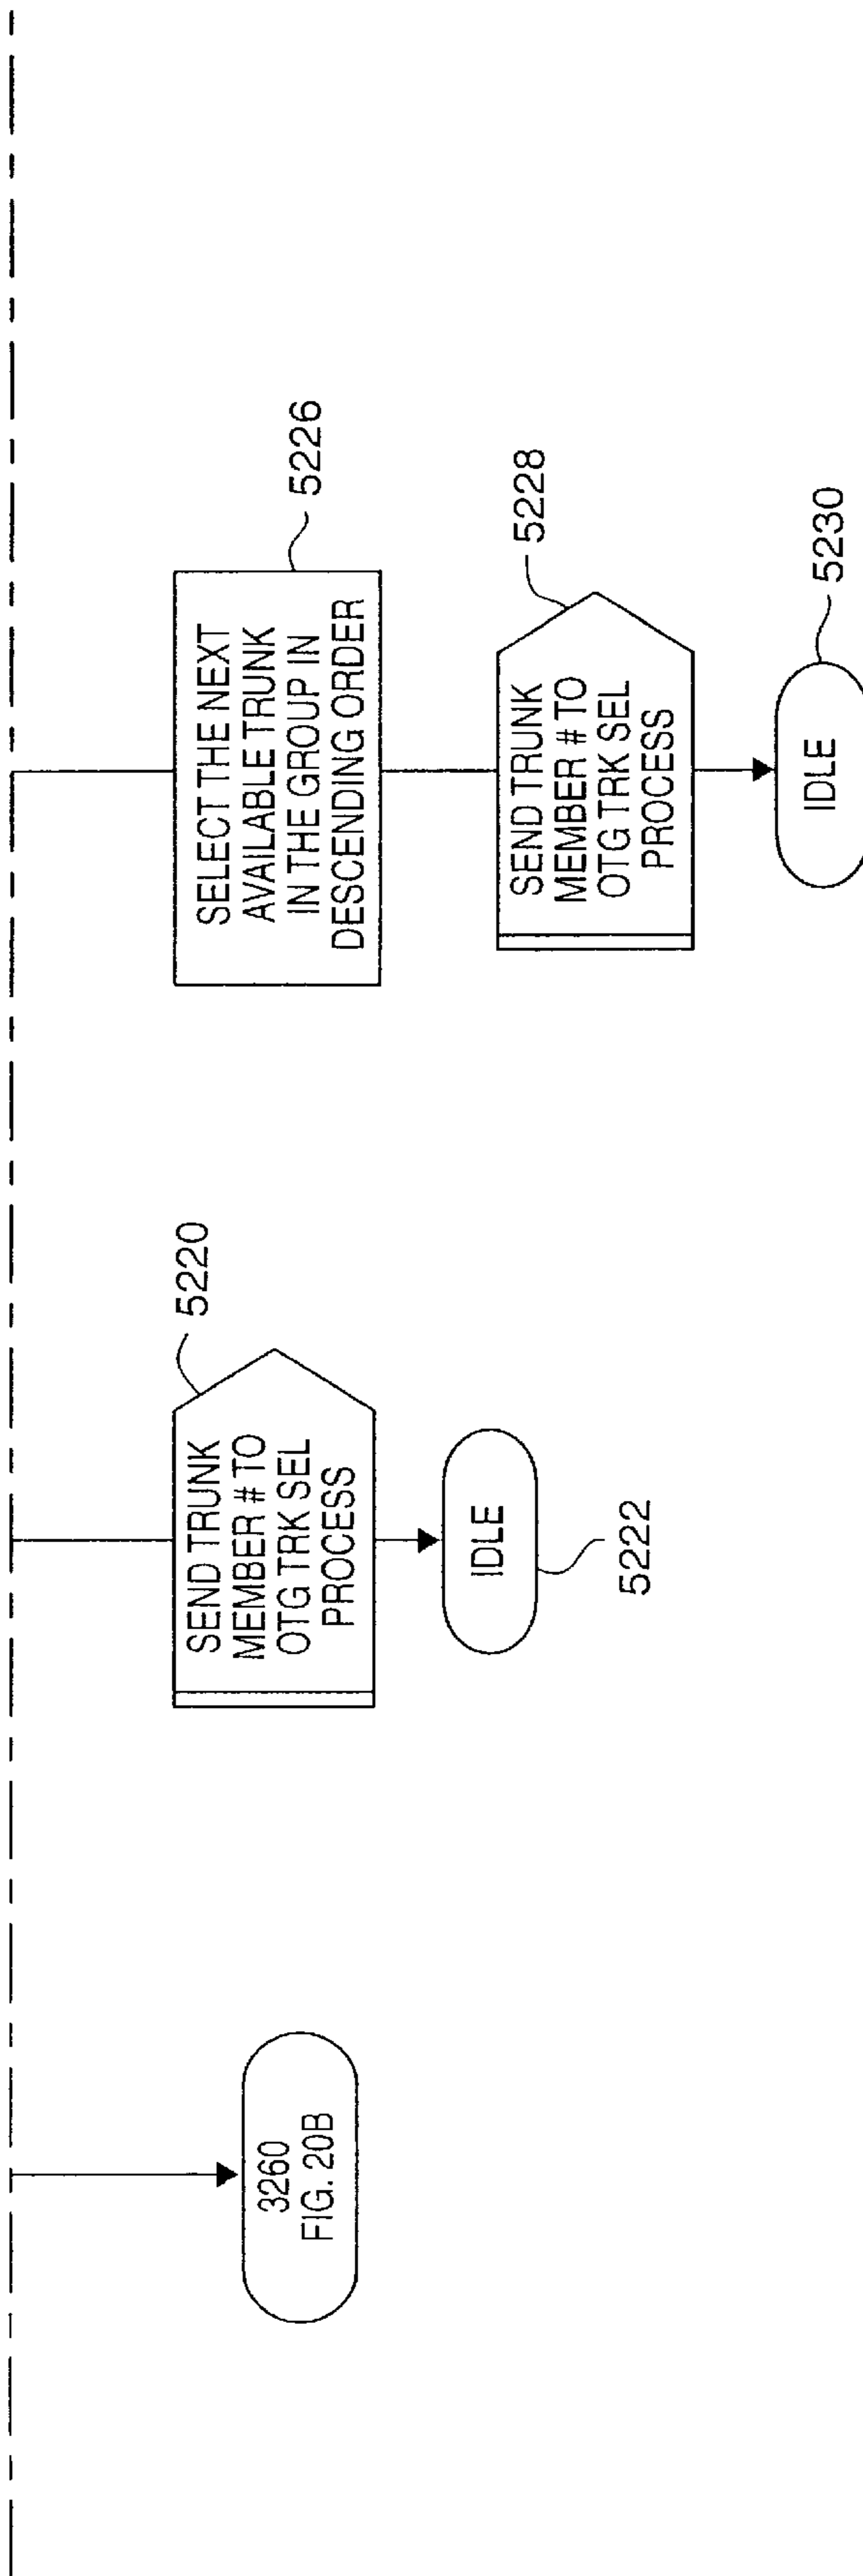 3260
FIG. 20B
SEND TRUNK
MEMBER # TO
OTG TRK SEL
PROCESS
5220
IDLE
5222
SELECT THE NEXT
AVAILABLE TRUNK
IN THE GROUP IN
DESCENDING ORDER
5226
SEND TRUNK
MEMBER # TO
OTG TRK SEL
PROCESS
5228
IDLE
5230